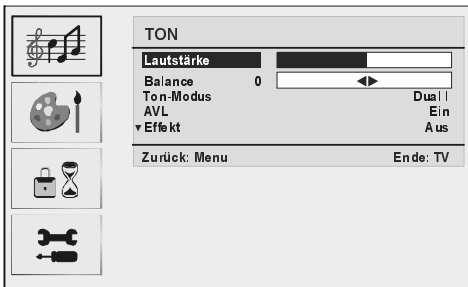 TON
Lautstärke
Balance 0
Ton-Modus Dual I
AVL Ein
Effekt Aus
Zurück: Menu Ende: TV